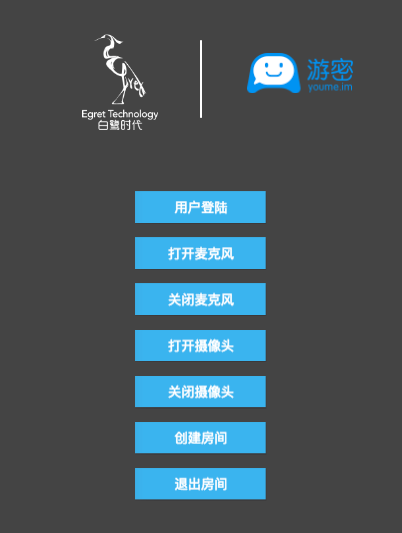 Egret
Egret Technology
白鹭时代
游密
youme.im
用户登陆
打开麦克风
关闭麦克风
打开摄像头
关闭摄像头
创建房间
退出房间